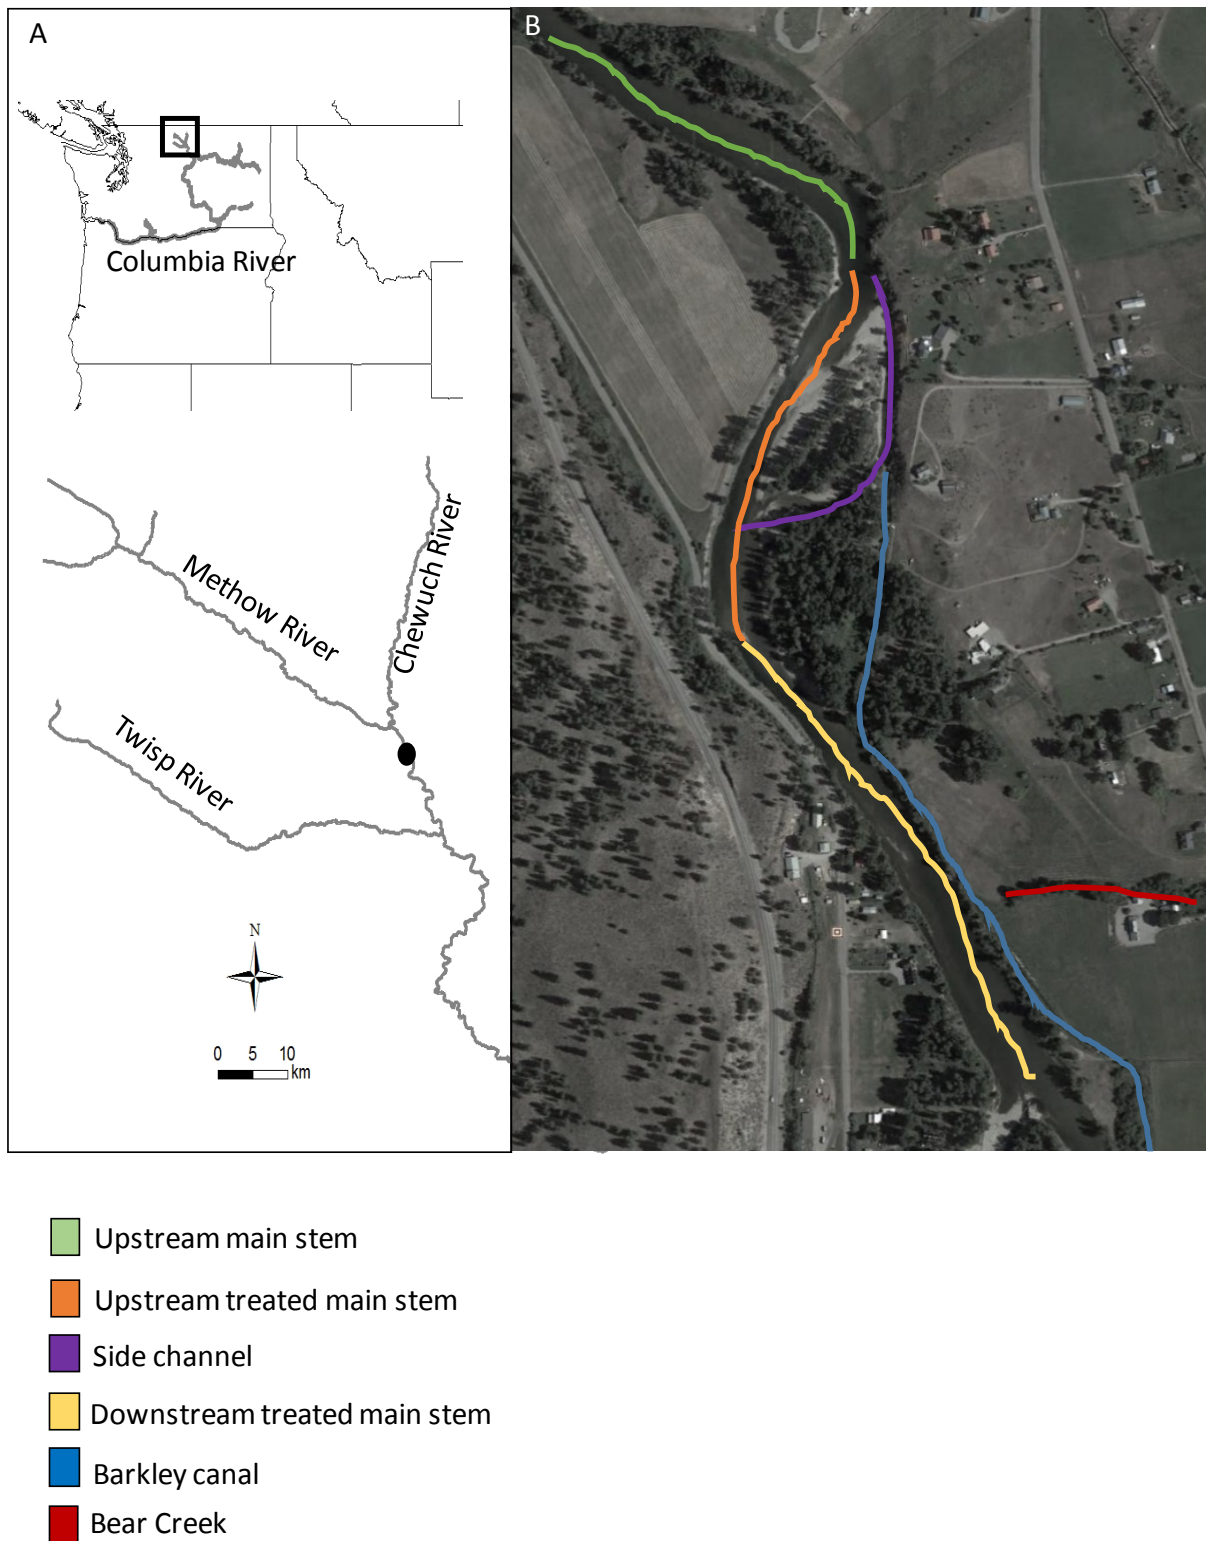 A
B
Columbia River
Methow River
Chewuch River
Twisp River
N
0 5 10
km
Upstream main stem
Upstream treated main stem
Side channel
Downstream treated main stem
Barkley canal
Bear Creek